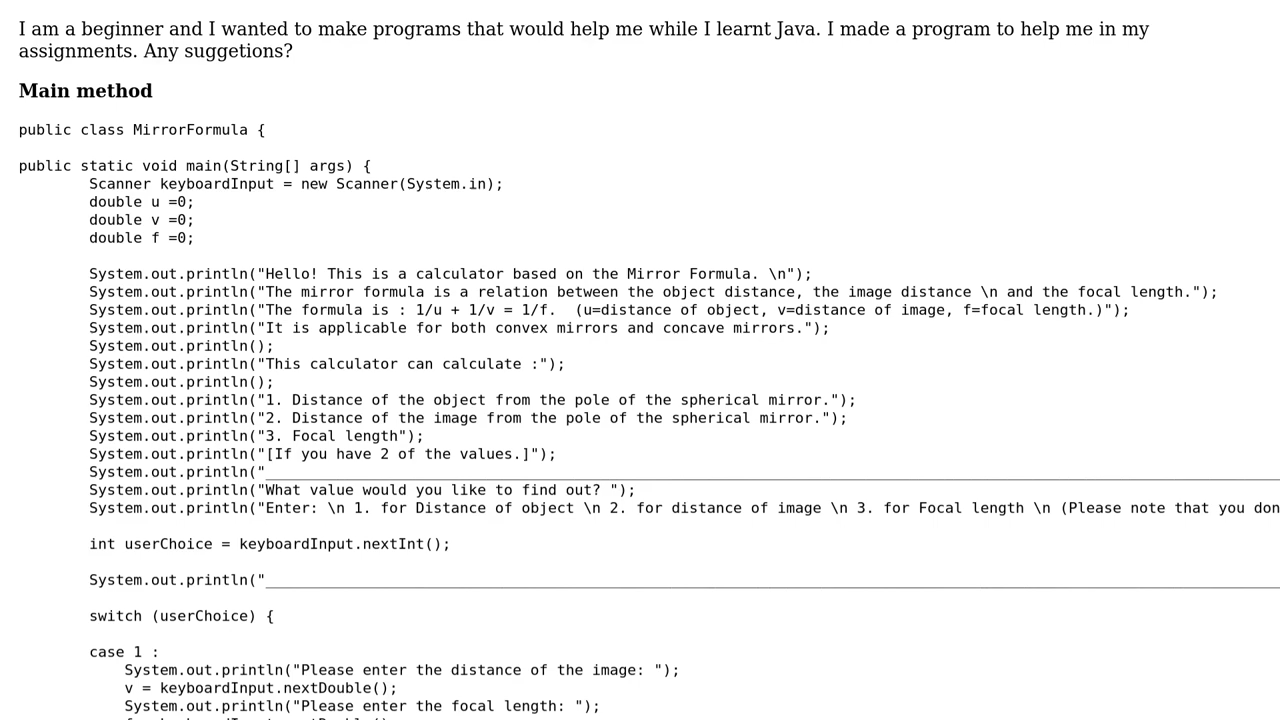 I am a beginner and I wanted to make programs that would help me while I learnt Java. I made a program to help me in my
assignments. Any suggetions?
Main method
public class MirrorFormula {
public static void main(String[] args) {
Scanner keyboardInput = new Scanner(System.in);
double u =0;
double v =0;
double f =0;
System.out.println("Hello! This is a calculator based on the Mirror Formula. \n");
System.out.println("The mirror formula is a relation between the object distance, the image distance \n and the focal length.");
System.out.println("The formula is : 1/u + 1/v = 1/f.  (u=distance of object, v=distance of image, f=focal length.)");
System.out.println("It is applicable for both convex mirrors and concave mirrors.");
System.out.println();
System.out.println("This calculator can calculate :");
System.out.println();
System.out.println("1. Distance of the object from the pole of the spherical mirror.");
System.out.println("2. Distance of the image from the pole of the spherical mirror.");
System.out.println("3. Focal length");
System.out.println("[If you have 2 of the values.]");
System.out.println("____________________________________________________________________
System.out.println("What value would you like to find out? ");
System.out.println("Enter: \n 1. for Distance of object \n 2. for distance of image \n 3. for Focal length \n (Please note that you don
int userChoice = keyboardInput.nextInt();
System.out.println("____________________________________________________________________
switch (userChoice) {
case 1 :
System.out.println("Please enter the distance of the image: ");
v = keyboardInput.nextDouble();
System.out.println("Please enter the focal length: ");